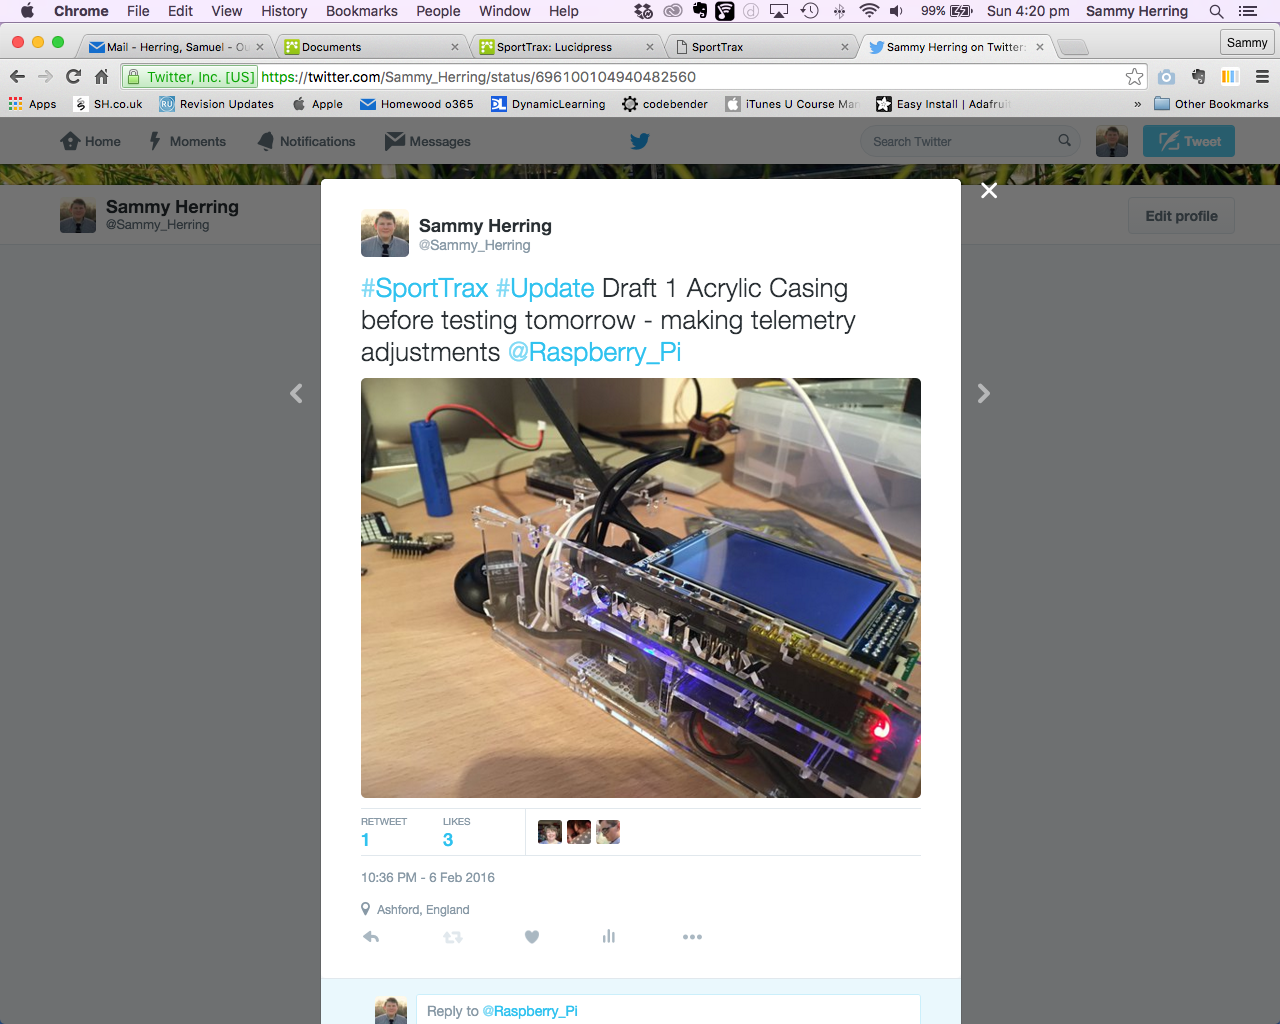 Chrome File Edit View History Bookmarks People Window Help 99% Sun 4:20 pm Sammy Herring
Mail - Herring, Samuel - Ou
Documents
SportTrax: Lucidpress
SportTrax
Sammy Herring on Twitter:
Sammy
Twitter, Inc. [US] https://twitter.com/Sammy_Herring/status/696100104940482560
Apps SH.co.uk Revision Updates Apple Homewood o365 DynamicLearning codebender iTunes U Course Man Easy Install | Adafruit » Other Bookmarks
Home Moments Notifications Messages Search Twitter Tweet
Sammy Herring
@Sammy_Herring
Edit profile
Sammy Herring
@Sammy_Herring
#SportTrax #Update Draft 1 Acrylic Casing
before testing tomorrow - making telemetry
adjustments @Raspberry_Pi
RETWEET LIKES
1 3
10:36 PM - 6 Feb 2016
Ashford, England
Reply to @Raspberry_Pi